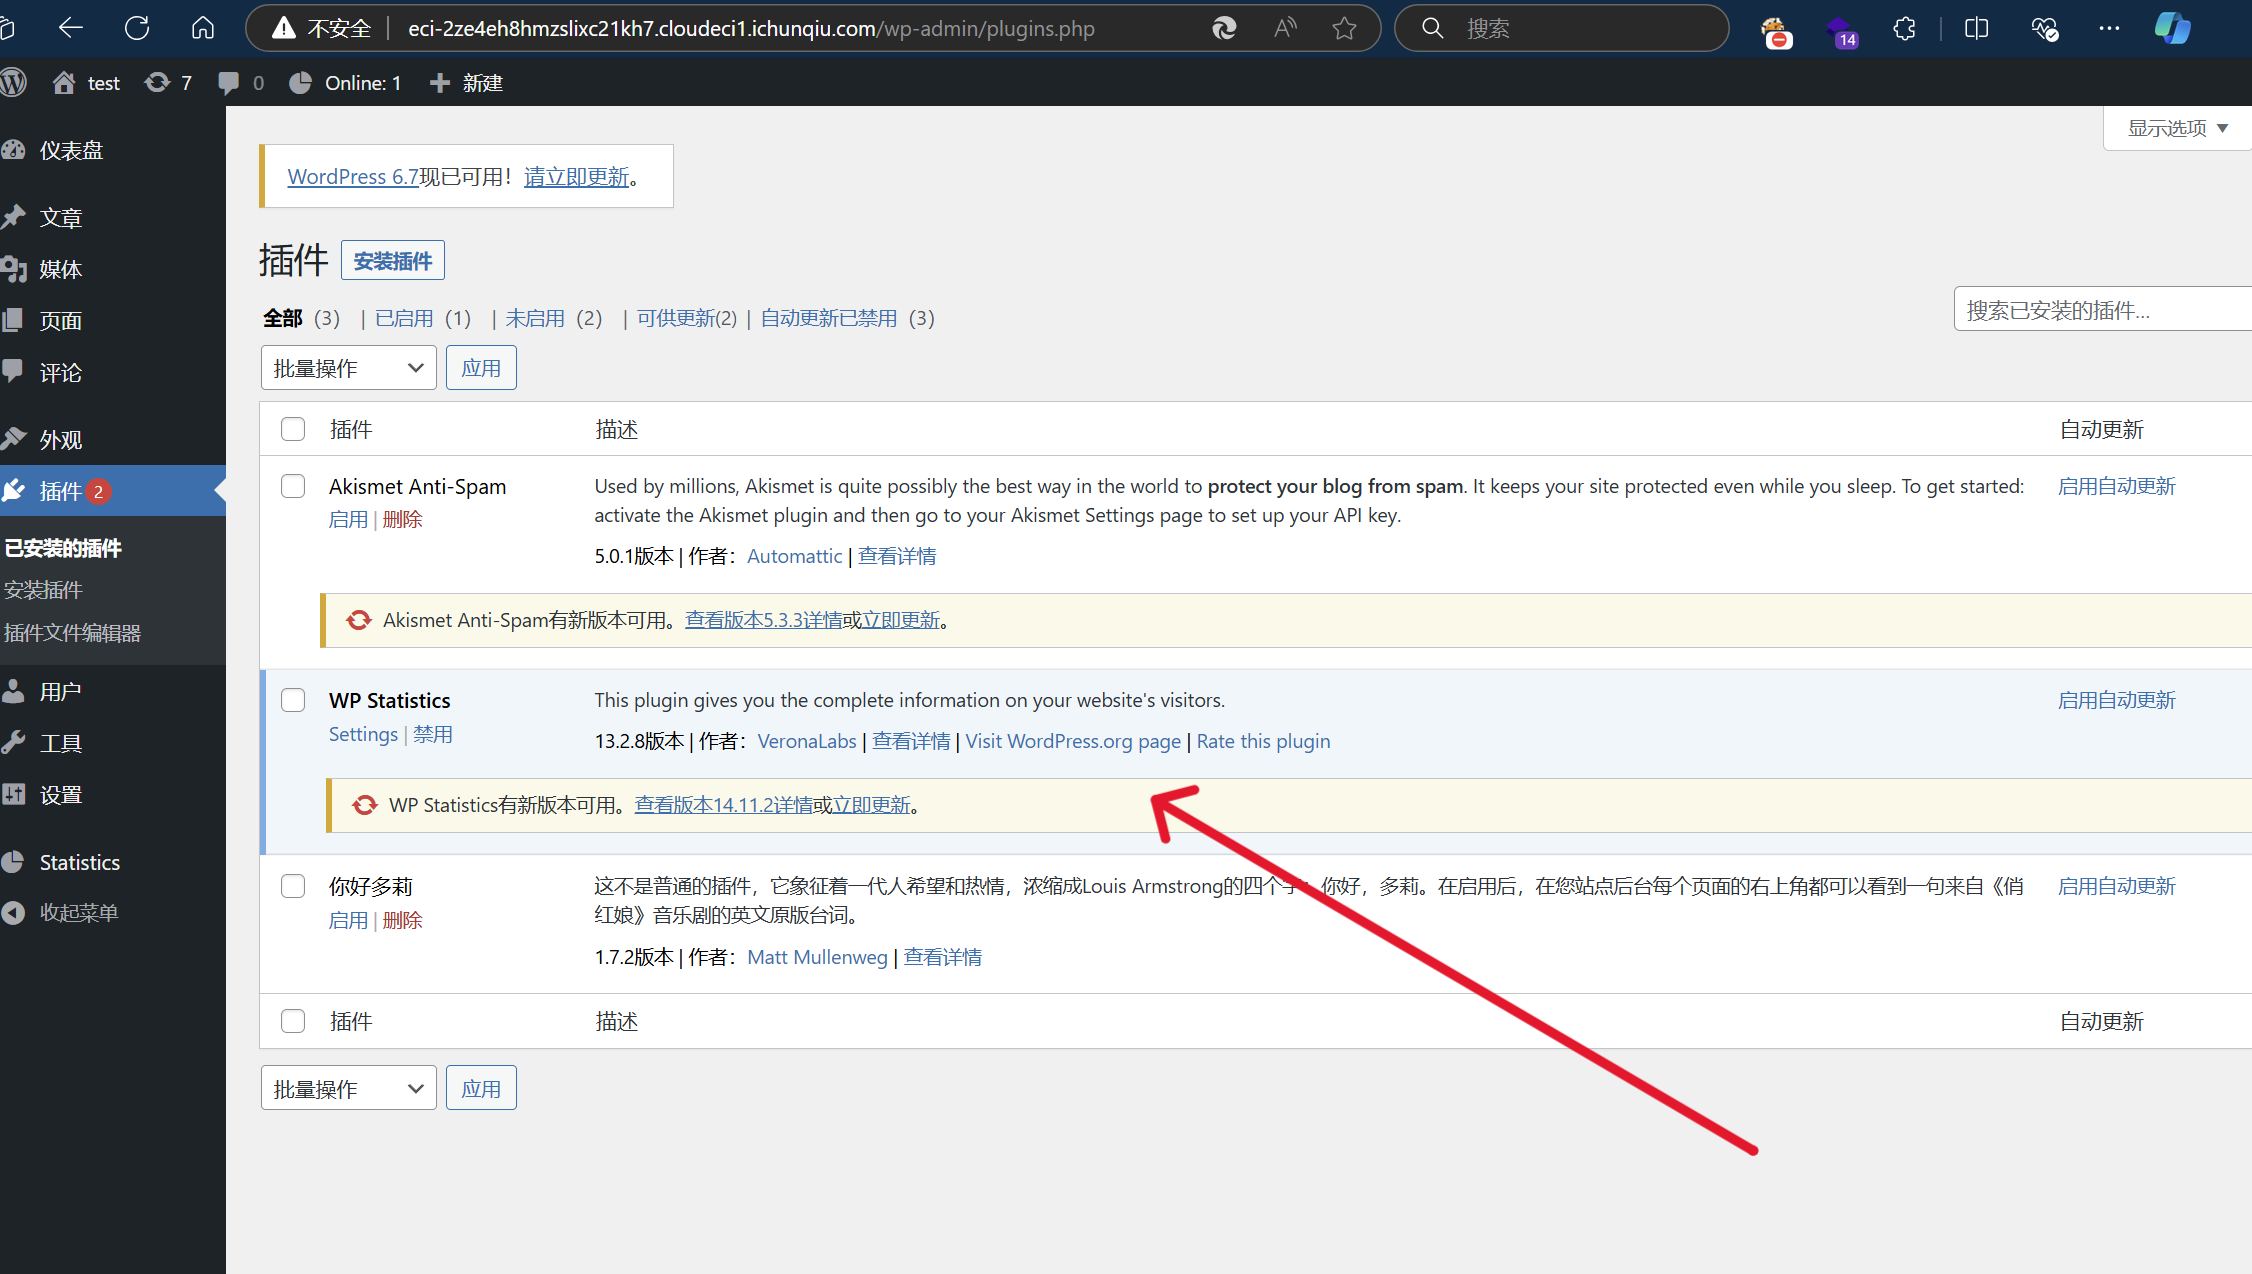 不安全 eci-2ze4eh8hmzslixc21kh7.cloudeci1.ichunqiu.com/wp-admin/plugins.php 搜索 14
test 7 0 Online: 1 新建
显示选项
仪表盘
文章
媒体
页面
评论
外观
插件 2
已安装的插件
安装插件
插件文件编辑器
用户
工具
设置
Statistics
收起菜单
WordPress 6.7现已可用！请立即更新。
插件 安装插件
全部 (3) | 已启用 (1) | 未启用 (2) | 可供更新(2) | 自动更新已禁用 (3)
搜索已安装的插件...
批量操作 应用
插件 描述 自动更新
Akismet Anti-Spam Used by millions, Akismet is quite possibly the best way in the world to protect your blog from spam. It keeps your site protected even while you sleep. To get started: 启用自动更新
启用 | 删除 activate the Akismet plugin and then go to your Akismet Settings page to set up your API key.
5.0.1版本 | 作者：Automattic | 查看详情
Akismet Anti-Spam有新版本可用。查看版本5.3.3详情或立即更新。
WP Statistics This plugin gives you the complete information on your website's visitors. 启用自动更新
Settings | 禁用 13.2.8版本 | 作者：VeronaLabs | 查看详情 | Visit WordPress.org page | Rate this plugin
WP Statistics有新版本可用。查看版本14.11.2详情或立即更新。
你好多莉 这不是普通的插件，它象征着一代人希望和热情，浓缩成Louis Armstrong的四个字：你好，多莉。在启用后，在您站点后台每个页面的右上角都可以看到一句来自《俏 启用自动更新
启用 | 删除 红娘》音乐剧的英文原版台词。
1.7.2版本 | 作者：Matt Mullenweg | 查看详情
插件 描述 自动更新
批量操作 应用